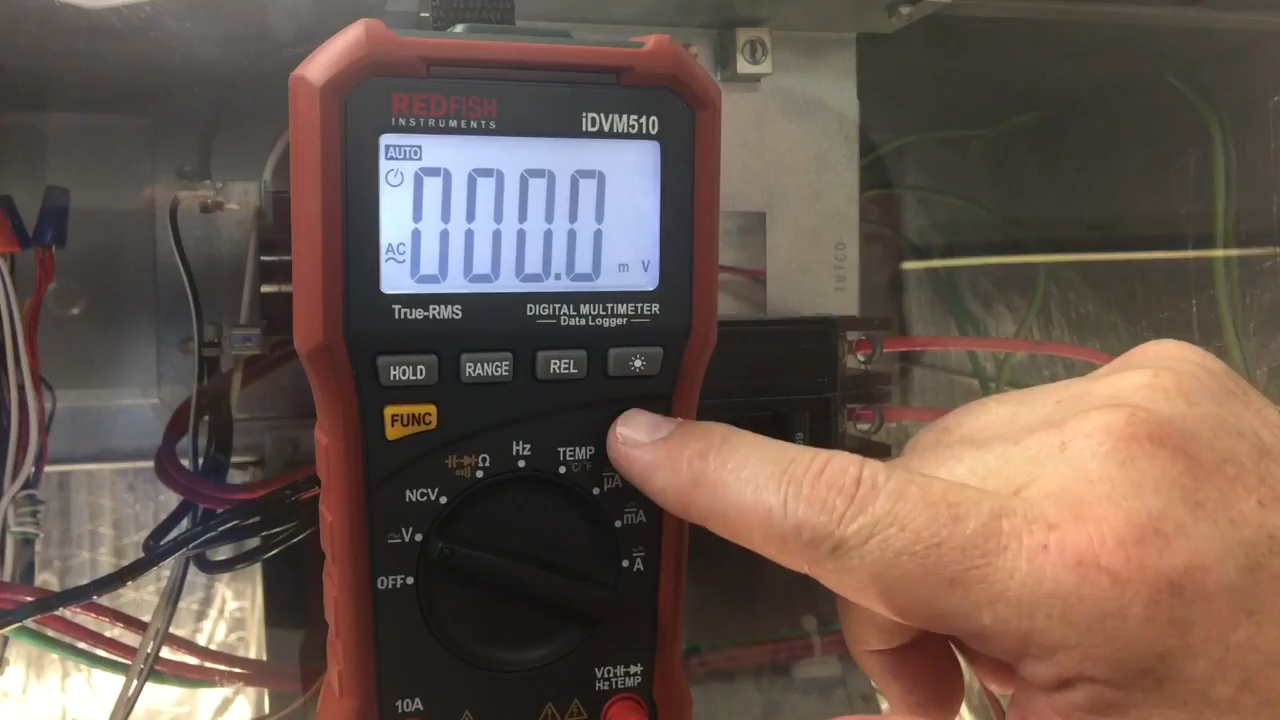 REDFISH
INSTRUMENTS
iDVM510
AUTO
000.0
AC
m V
True-RMS
DIGITAL MULTIMETER
Data Logger
HOLD
RANGE
REL
FUNC
Ω
Hz
TEMP
°C/°F
NCV
µA
mA
V
A
OFF
VΩ
Hz TEMP
10A
TUTCO